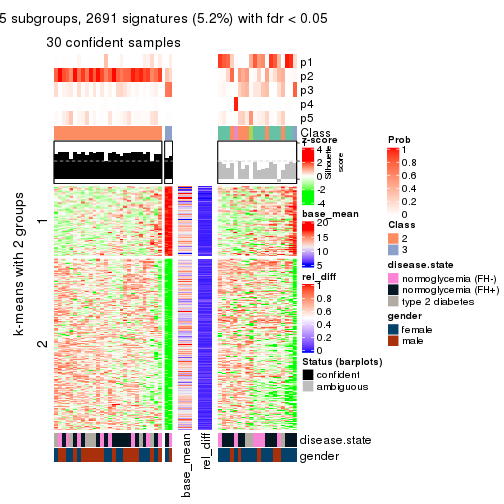 5 subgroups, 2691 signatures (5.2%) with fdr < 0.05
30 confident samples
p1
p2
p3
p4
p5
Class
1
k-means with 2 groups
1
2
base_mean
rel_diff
disease.state
gender
z-score
4
2
0
-2
-4
Silhouette
score
base_mean
20
15
10
5
rel_diff
1
0.8
0.6
0.4
0.2
0
Status (barplots)
confident
ambiguous
Prob
1
0.8
0.6
0.4
0.2
0
Class
2
3
disease.state
normoglycemia (FH-)
normoglycemia (FH+)
type 2 diabetes
gender
female
male